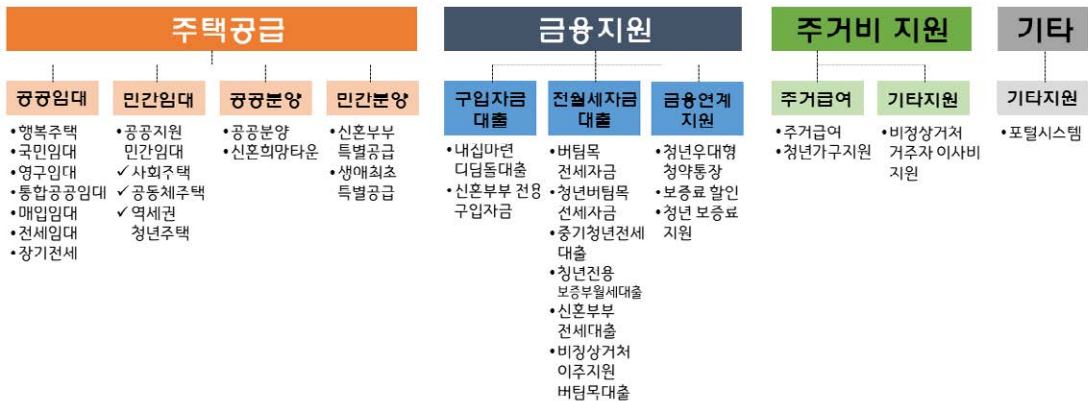 주택공급
금융지원
주거비 지원
기타
공공임대
민간임대
공공분양
민간분양
구입자금
대출
전월세자금
대출
금융연계
지원
주거급여
기타지원
기타지원
•행복주택
•국민임대
•영구임대
•통합공공임대
•매입임대
•전세임대
•장기전세
•공공지원
민간임대
✓사회주택
✓공동체주택
✓역세권
청년주택
•공공분양
•신혼희망타운
•신혼부부
특별공급
•생애최초
특별공급
•내집마련
디딤돌대출
•신혼부부 전용
구입자금
•버팀목
전세자금
•청년버팀목
전세자금
•중기청년전세
대출
•청년전용
보증부월세대출
•신혼부부
전세대출
•비정상거처
이주지원
버팀목대출
•청년우대형
청약통장
•보증료 할인
•청년 보증료
지원
•주거급여
•청년가구지원
•비정상거처
거주자 이사비
지원
•포털시스템